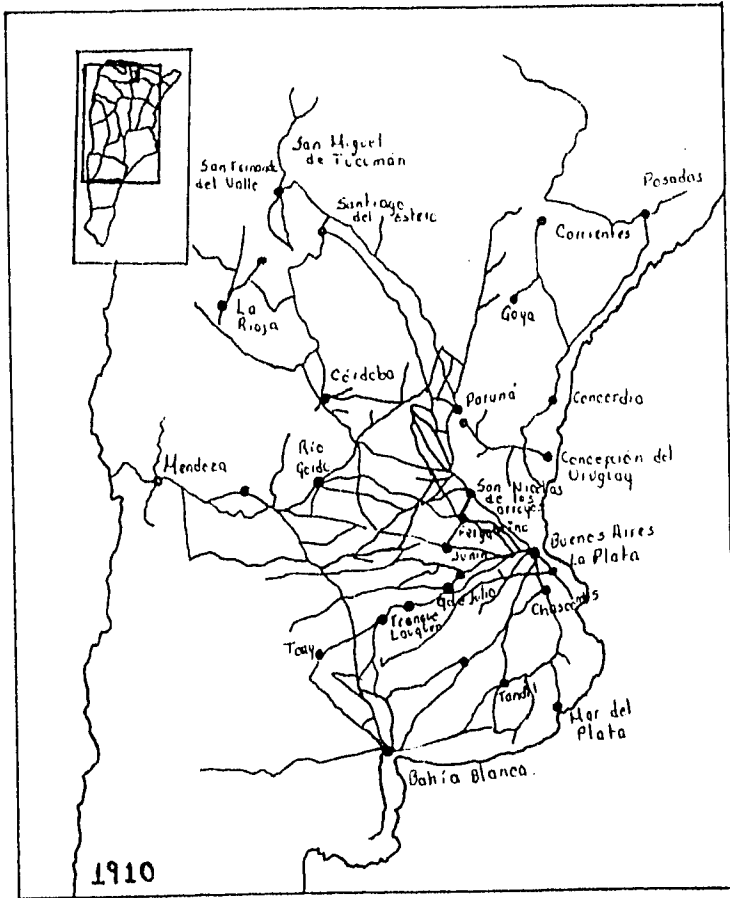 San Miguel
de Tucumán
San Fernando
del Valle
Santiago
del Estero
Posadas
Corrientes
La
Rioja
Goya
Córdoba
Paraná
Concordia
Mendoza
Río
Concepción del
Uruguay
San Nicolás
de los
arroyos
Pergamino
Junín
Buenos Aires
La Plata
9 de Julio
Chascomús
Trenque
Lauquen
Toay
Tandil
Mar del
Plata
Bahía Blanca.
1910